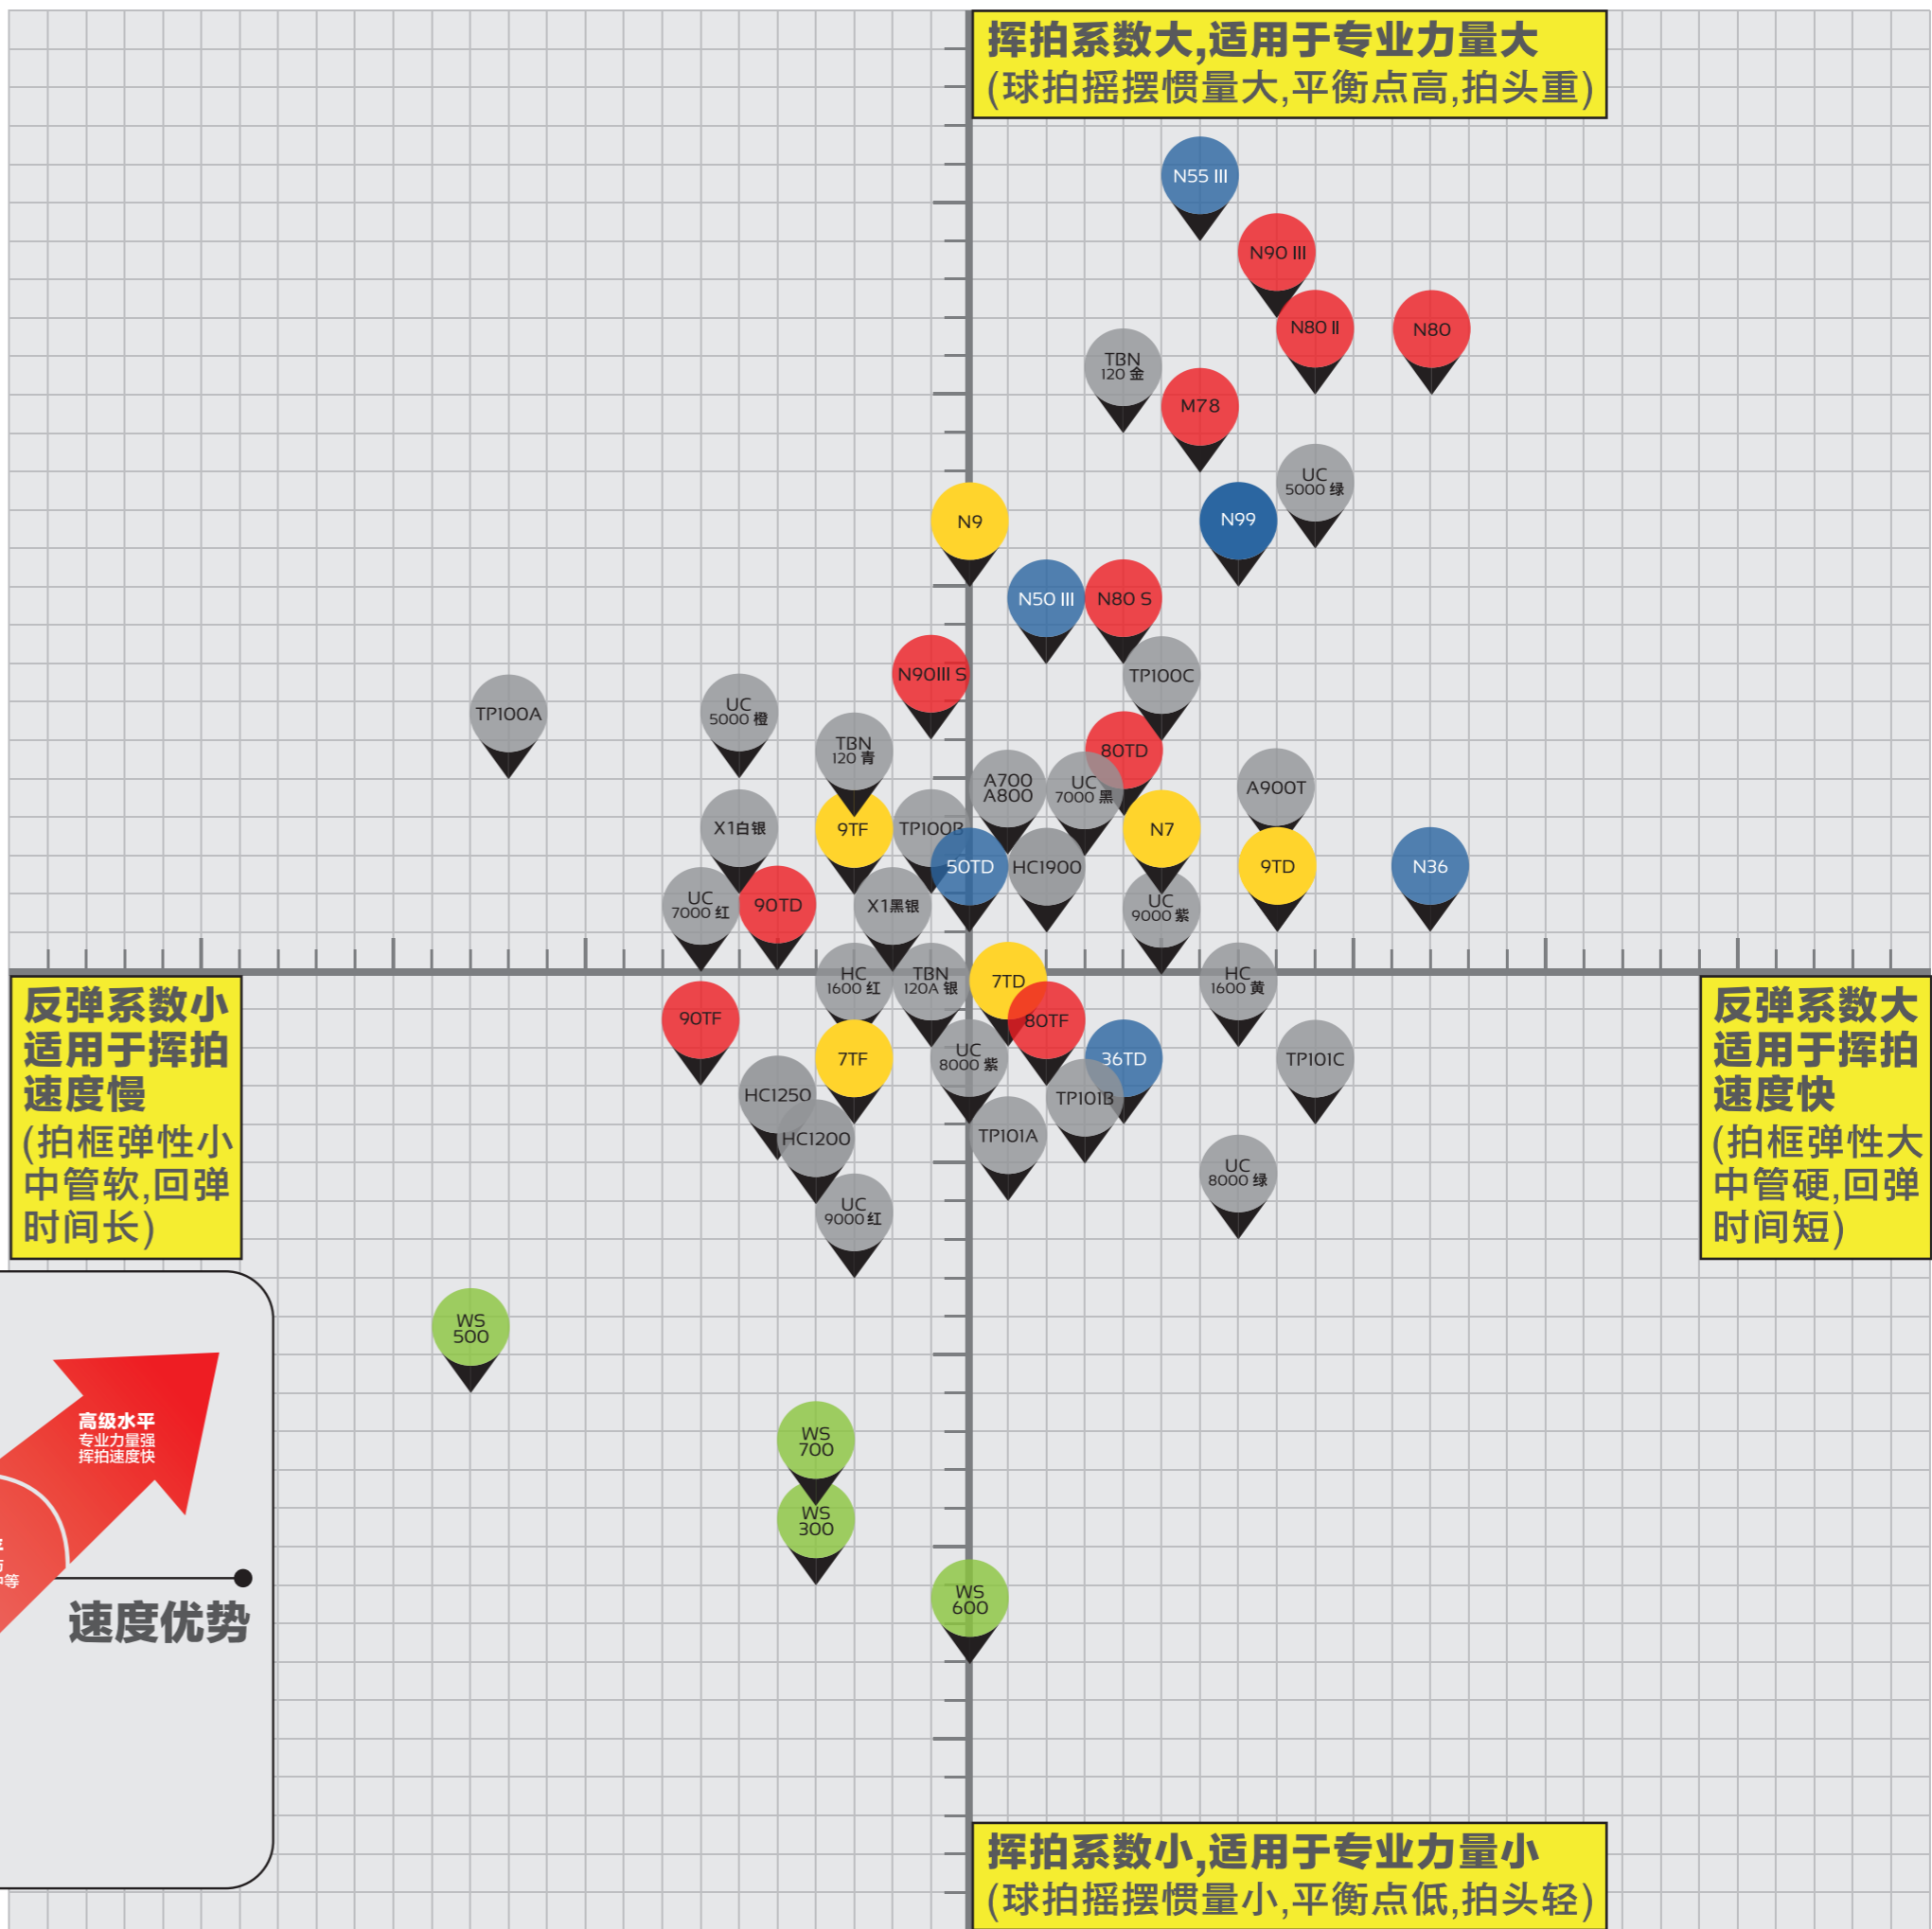 挥拍系数大,适用于专业力量大
(球拍摇摆惯量大,平衡点高,拍头重)
N55 III
N90 III
N80 II
N80
TBN
120 金
M78
UC
5000 绿
N9
N99
N50 III
N80 S
N90III S
TP100C
TP100A
UC
5000 橙
TBN
120 青
80TD
A700
A800
UC
7000 黑
A900T
X1白银
9TF
TP100B
N7
50TD
HC1900
9TD
N36
UC
7000 红
90TD
X1黑银
UC
9000 紫
反弹系数小
适用于挥拍
速度慢
(拍框弹性小
中管软,回弹
时间长)
HC
1600 红
TBN
120A 银
7TD
HC
1600 黄
90TF
80TF
7TF
UC
8000 紫
36TD
TP101C
HC1250
TP101B
HC1200
TP101A
UC
8000 绿
UC
9000 红
反弹系数大
适用于挥拍
速度快
(拍框弹性大
中管硬,回弹
时间短)
WS
500
高级水平
专业力量强
挥拍速度快
WS
700
WS
300
等
速度优势
WS
600
挥拍系数小,适用于专业力量小
(球拍摇摆惯量小,平衡点低,拍头轻)